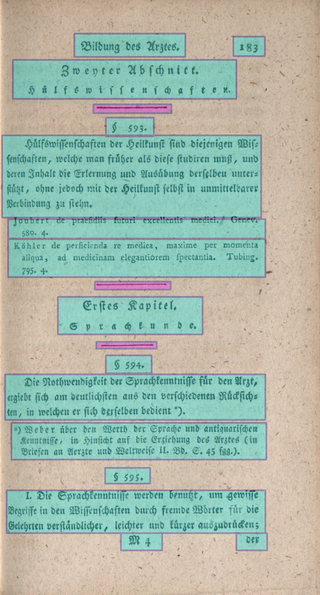 Bildung des Arztes. 183
Zweyter Abschnitt.
Hülfswissenschaften.
§ 593.
Hülfswissenschaften der Heilkunst sind diejenigen Wis-
senschaften, welche man früher als diese studiren muß, und
deren Inhalt die Erlernung und Ausübung derselben unter-
stützt, ohne jedoch mit der Heilkunst selbst in unmittelbarer
Verbindung zu stehn.
Joubert de praesidiis futuri excellentis medici. Genev.
580. 4.
Köhler de perficienda re medica, maxime per momenta
aliqua, ad medicinam elegantiorem spectantia. Tubing.
795. 4.
Erstes Kapitel.
Sprachkunde.
§ 594.
Die Nothwendigkeit der Sprachkenntnisse für den Arzt,
ergiebt sich am deutlichsten aus den verschiedenen Rücksich-
ten, in welchen er sich derselben bedient *).
*) Weber über den Werth der Sprache und antiquarischen
Kenntnisse, in Hinsicht auf die Erziehung des Arztes (in
Briefen an Aerzte und Weltweise II. Bd. S. 45 fgg.).
§ 595.
I. Die Sprachkenntnisse werden benutzt, um gewisse
Begriffe in den Wissenschaften durch fremde Wörter für die
Gelehrten verständlicher, leichter und kürzer auszudrücken;
M 4 der